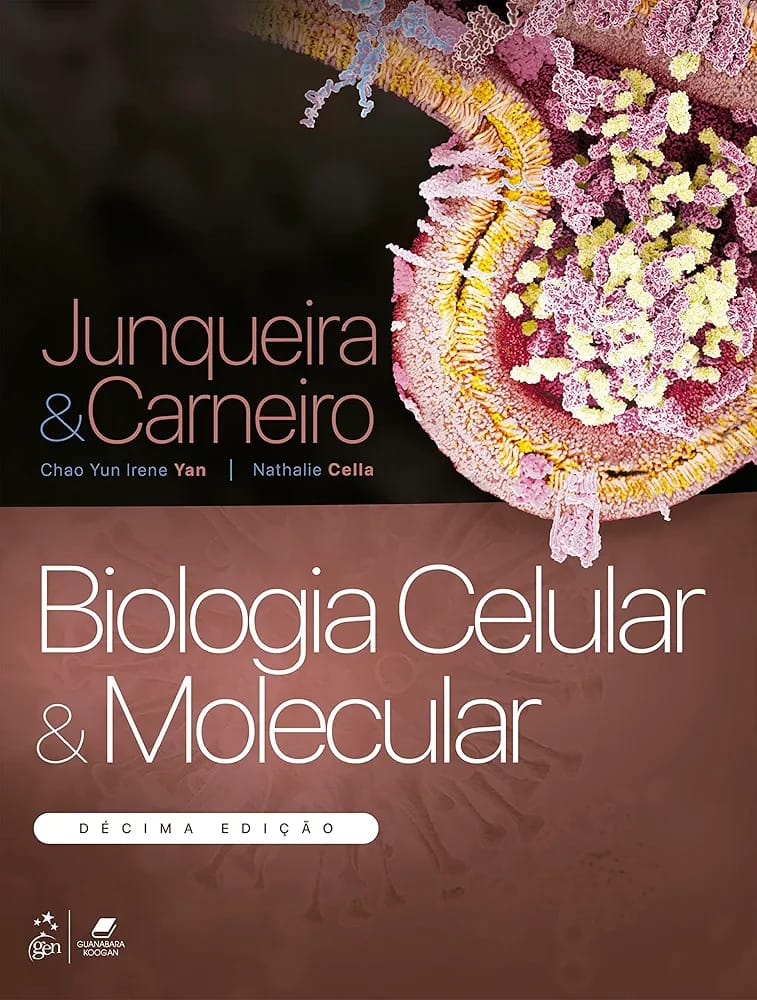 Junqueira
&Carneiro
Chao Yun Irene Yan | Nathalie Cella
Biologia Celular
& Molecular
DÉCIMA EDIÇÃO
gen
GUANABARA
KOOGAN